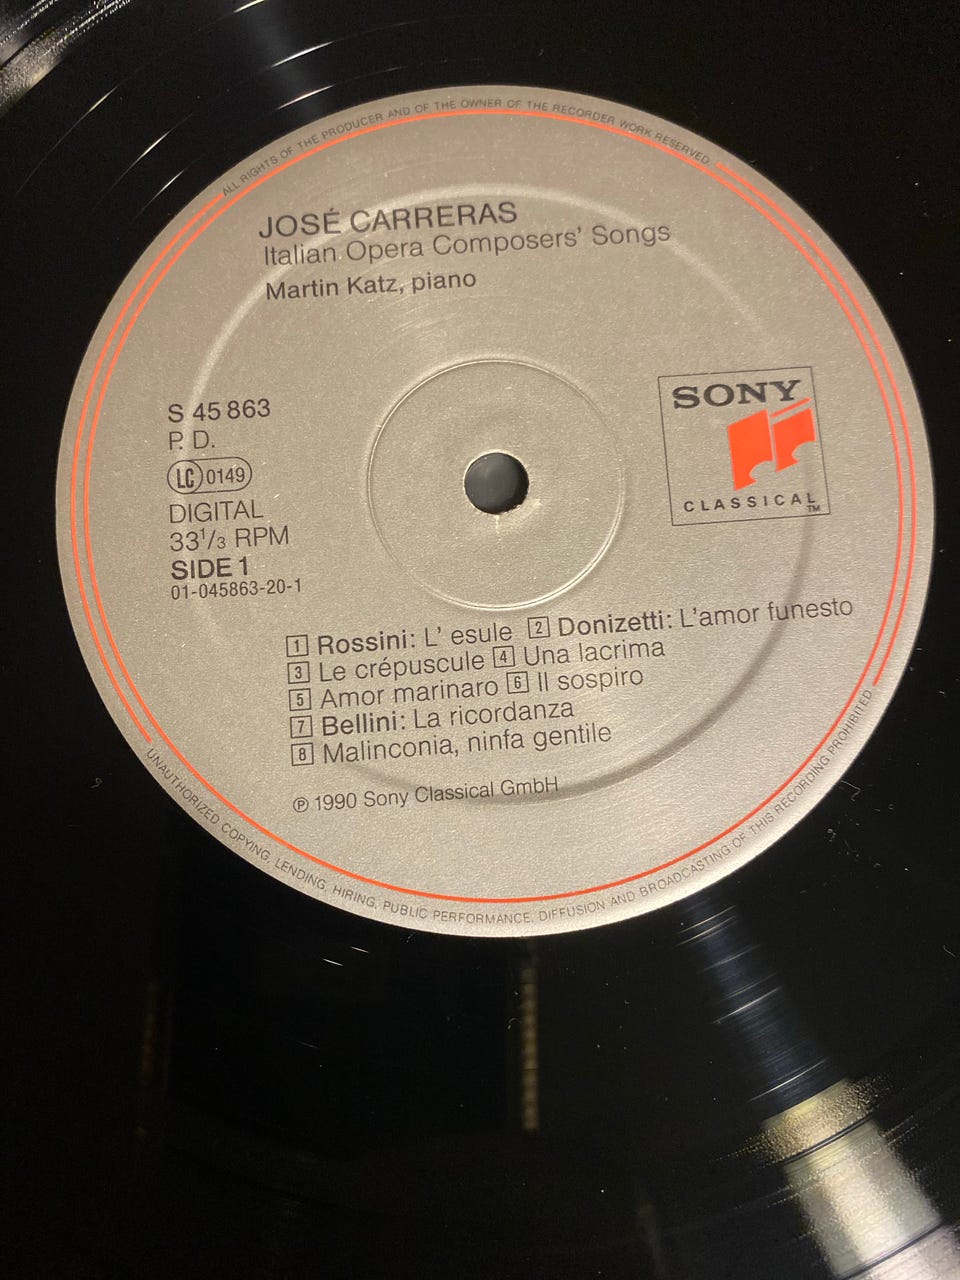 ALL RIGHTS OF THE PRODUCER AND OF THE OWNER OF THE RECORDER WORK RESERVED.
JOSÉ CARRERAS
Italian Opera Composers' Songs
Martin Katz, piano
S 45 863
P. D.
LC 0149
DIGITAL
33 1/3 RPM
SIDE 1
01-045863-20-1
SONY
CLASSICAL TM
1 Rossini: L' esule 2 Donizetti: L'amor funesto
3 Le crépuscule 4 Una lacrima
5 Amor marinaro 6 Il sospiro
7 Bellini: La ricordanza
8 Malinconia, ninfa gentile
℗ 1990 Sony Classical GmbH
UNAUTHORIZED COPYING, LENDING, HIRING, PUBLIC PERFORMANCE, DIFFUSION AND BROADCASTING OF THIS RECORDING PROHIBITED